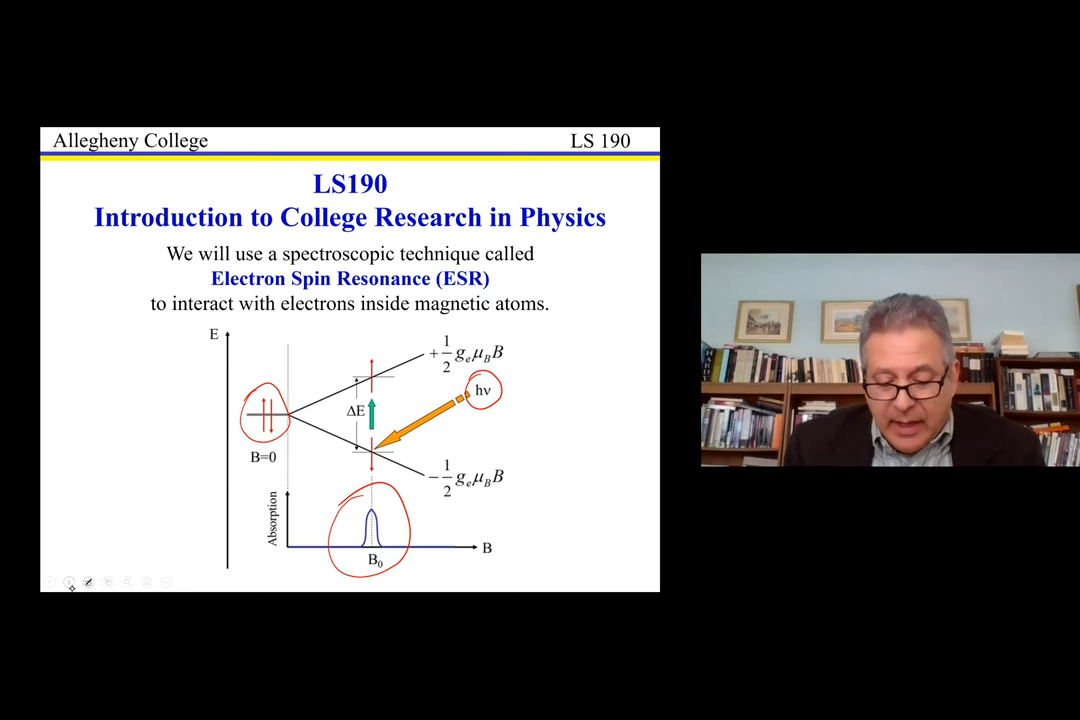 Allegheny College LS 190
LS190
Introduction to College Research in Physics
We will use a spectroscopic technique called
Electron Spin Resonance (ESR)
to interact with electrons inside magnetic atoms.
E
+1/2 gₑμ_B B
hν
ΔE
B=0
-1/2 gₑμ_B B
Absorption
B
B₀
HARDY